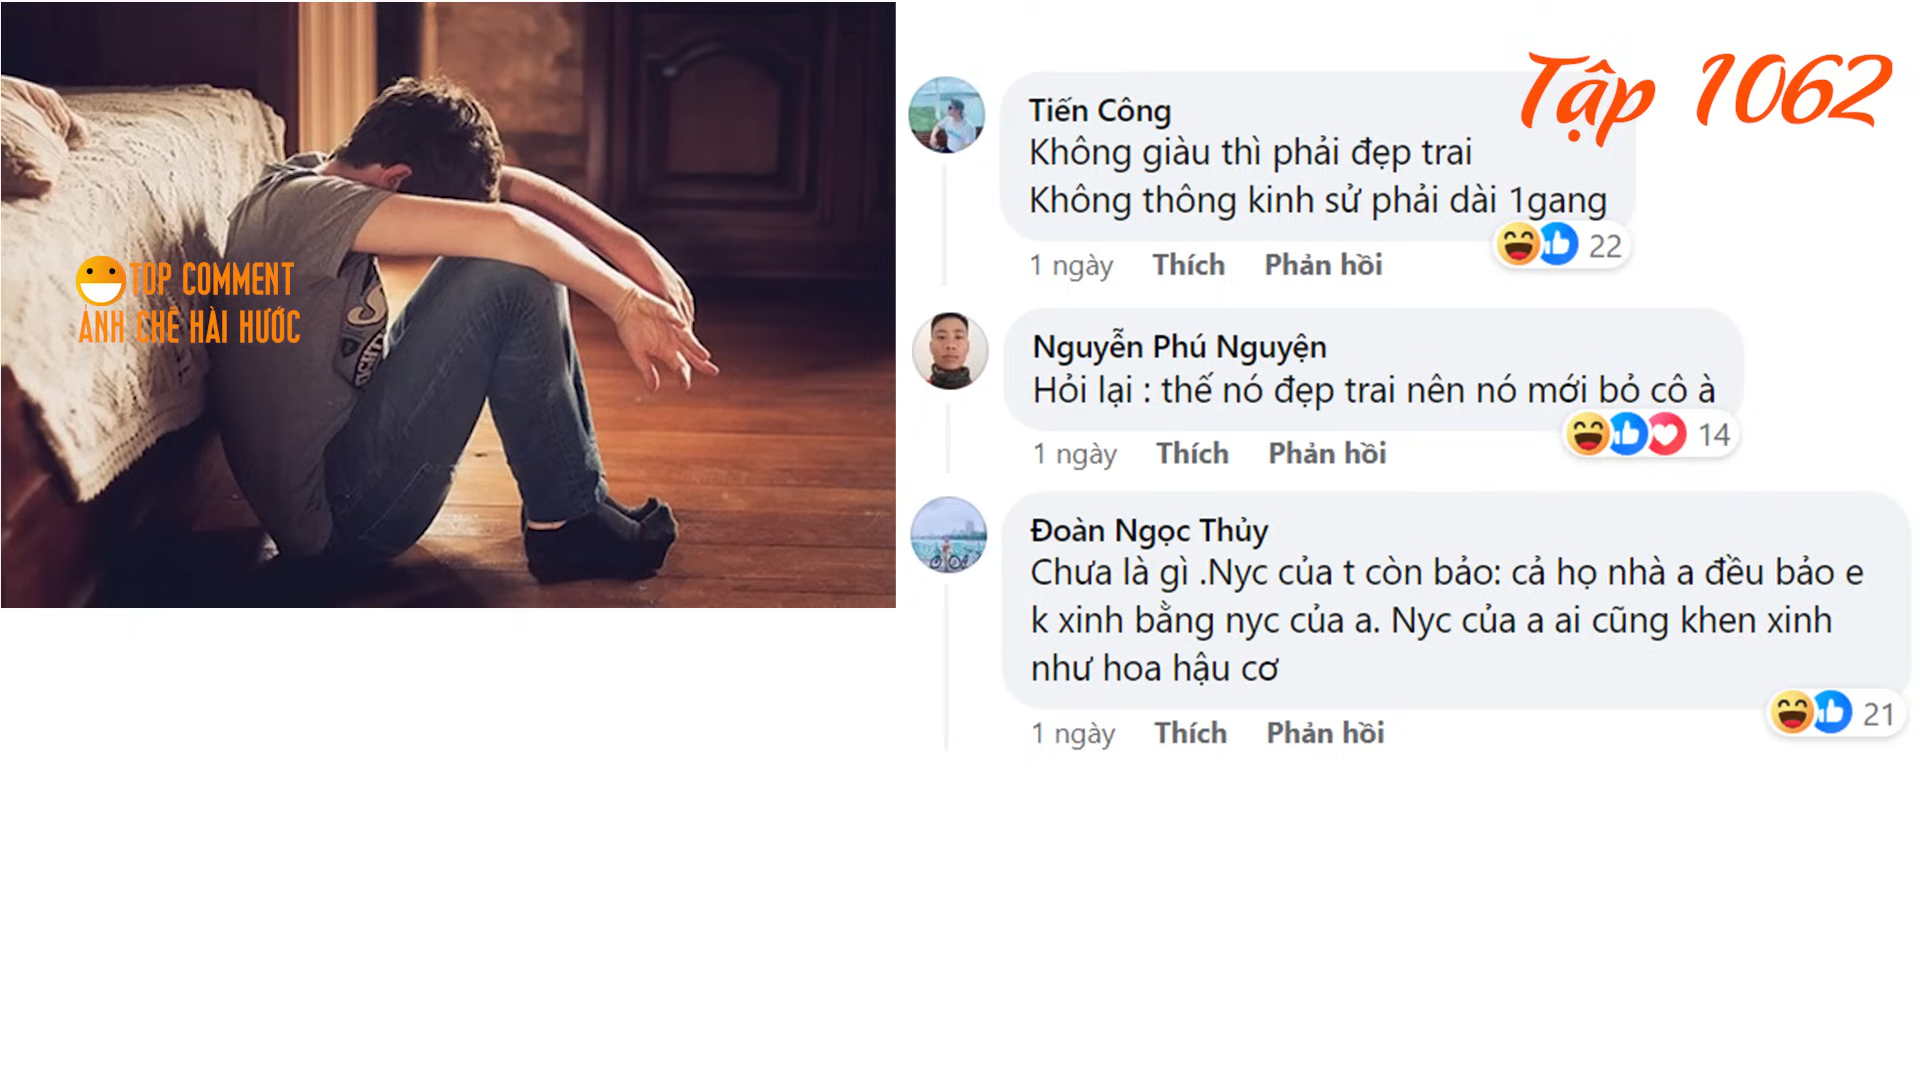 TOP COMMENT
ẢNH CHẾ HÀI HƯỚC
Tập 1062
Tiến Công
Không giàu thì phải đẹp trai
Không thông kinh sử phải dài 1gang
22
1 ngày Thích Phản hồi
Nguyễn Phú Nguyện
Hỏi lại : thế nó đẹp trai nên nó mới bỏ cô à
14
1 ngày Thích Phản hồi
Đoàn Ngọc Thủy
Chưa là gì .Nyc của t còn bảo: cả họ nhà a đều bảo e
k xinh bằng nyc của a. Nyc của a ai cũng khen xinh
như hoa hậu cơ
21
1 ngày Thích Phản hồi